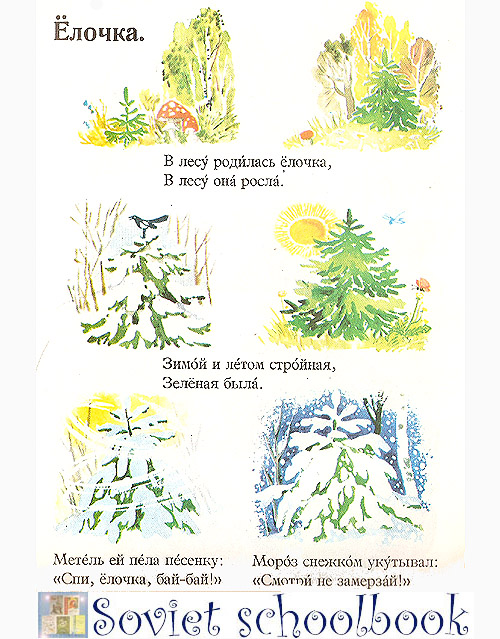 Ёлочка.
В лесу́ роди́лась ёлочка,
В лесу́ она́ росла́.
Зимо́й и ле́том стро́йная,
Зелёная была́.
Мете́ль ей пе́ла пе́сенку:
«Спи, ёлочка, бай-бай!»
Моро́з снежко́м уку́тывал:
«Смотри́ не замерза́й!»
Soviet schoolbook